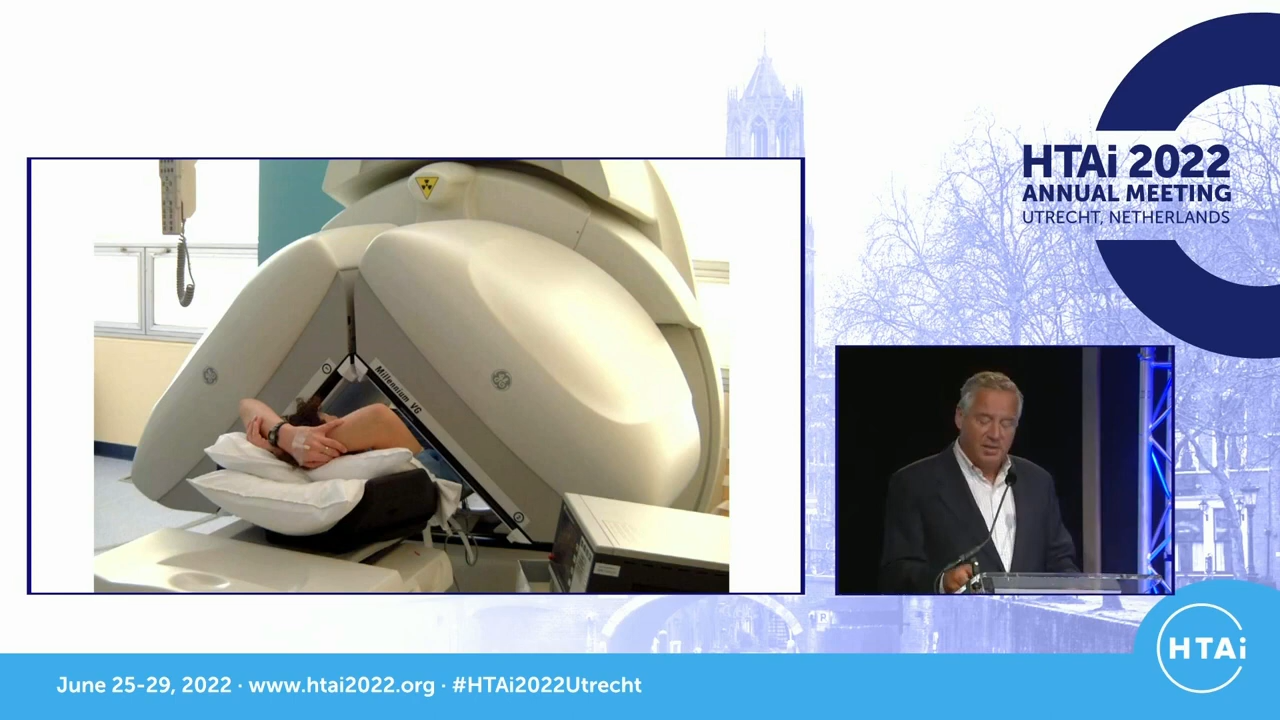 HTAi 2022
ANNUAL MEETING
UTRECHT, NETHERLANDS
Millennium VG
HTAi
June 25-29, 2022 · www.htai2022.org · #HTAi2022Utrecht